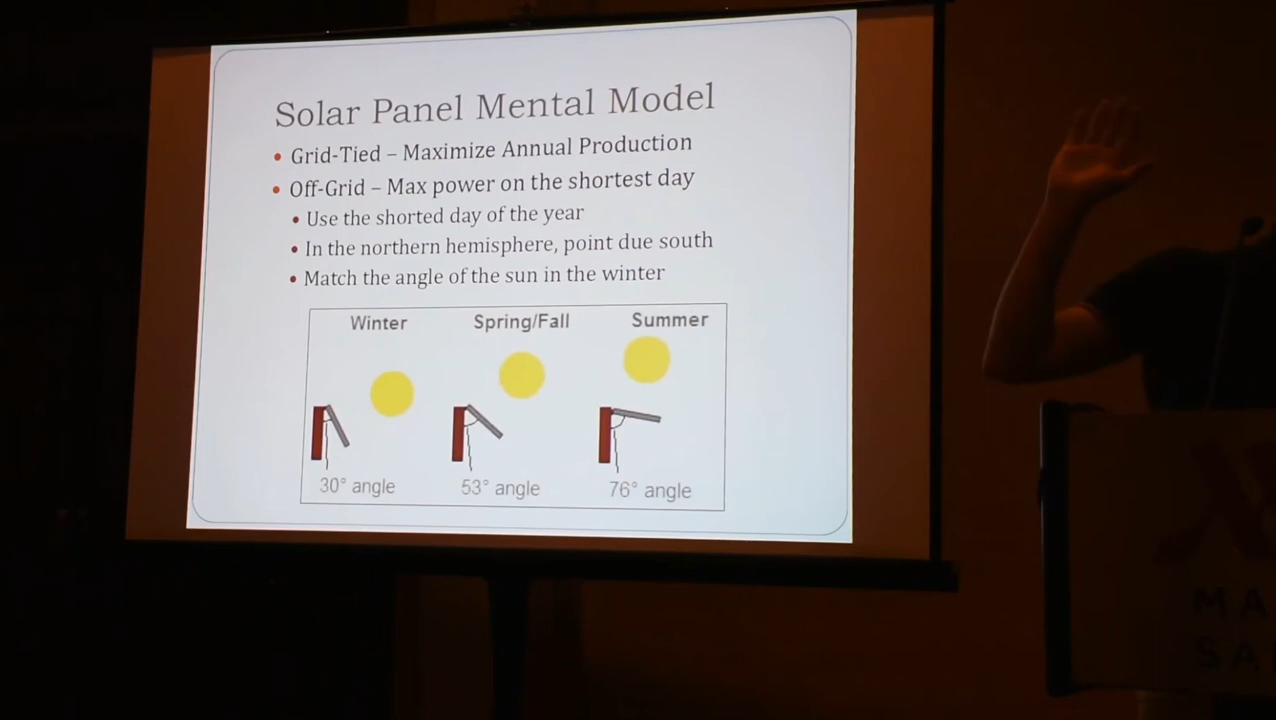 Solar Panel Mental Model
• Grid-Tied – Maximize Annual Production
• Off-Grid – Max power on the shortest day
• Use the shorted day of the year
• In the northern hemisphere, point due south
• Match the angle of the sun in the winter
Winter Spring/Fall Summer
30° angle 53° angle 76° angle
M A
S A